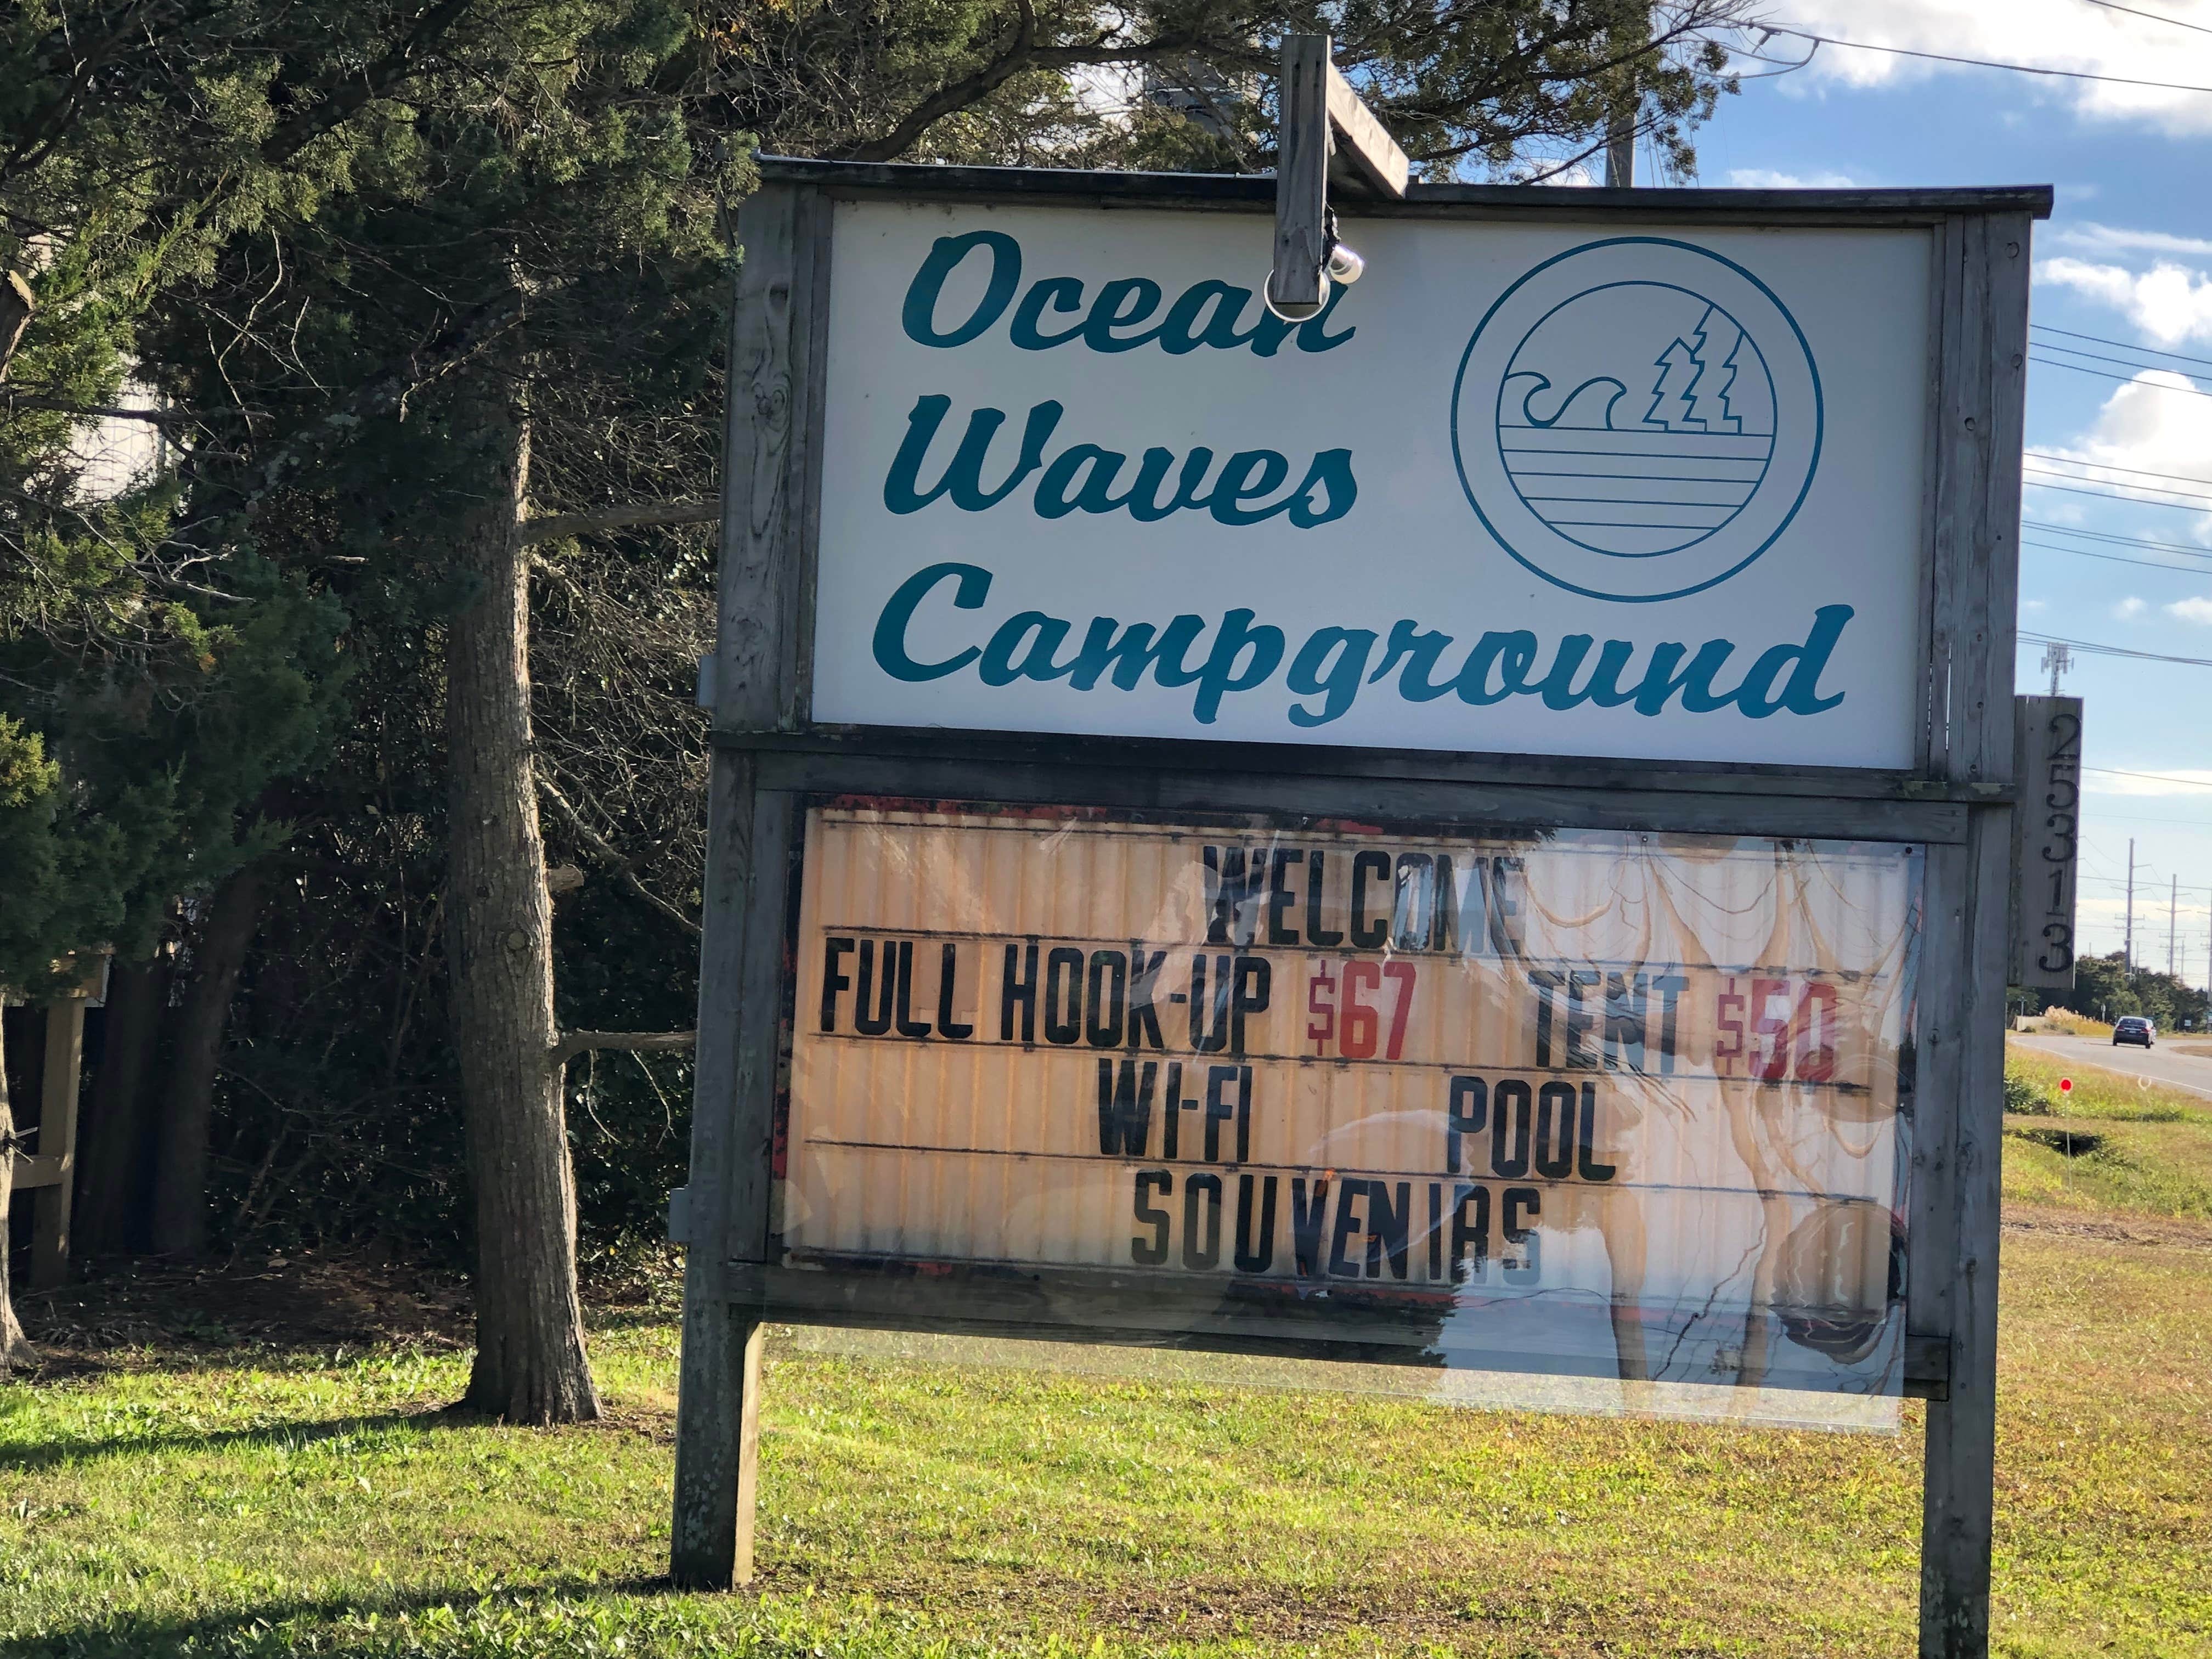 Ocean
Waves
Campground
WELCOME
FULL HOOK-UP $67 TENT $50
WI-FI POOL
SOUVENIRS
25313